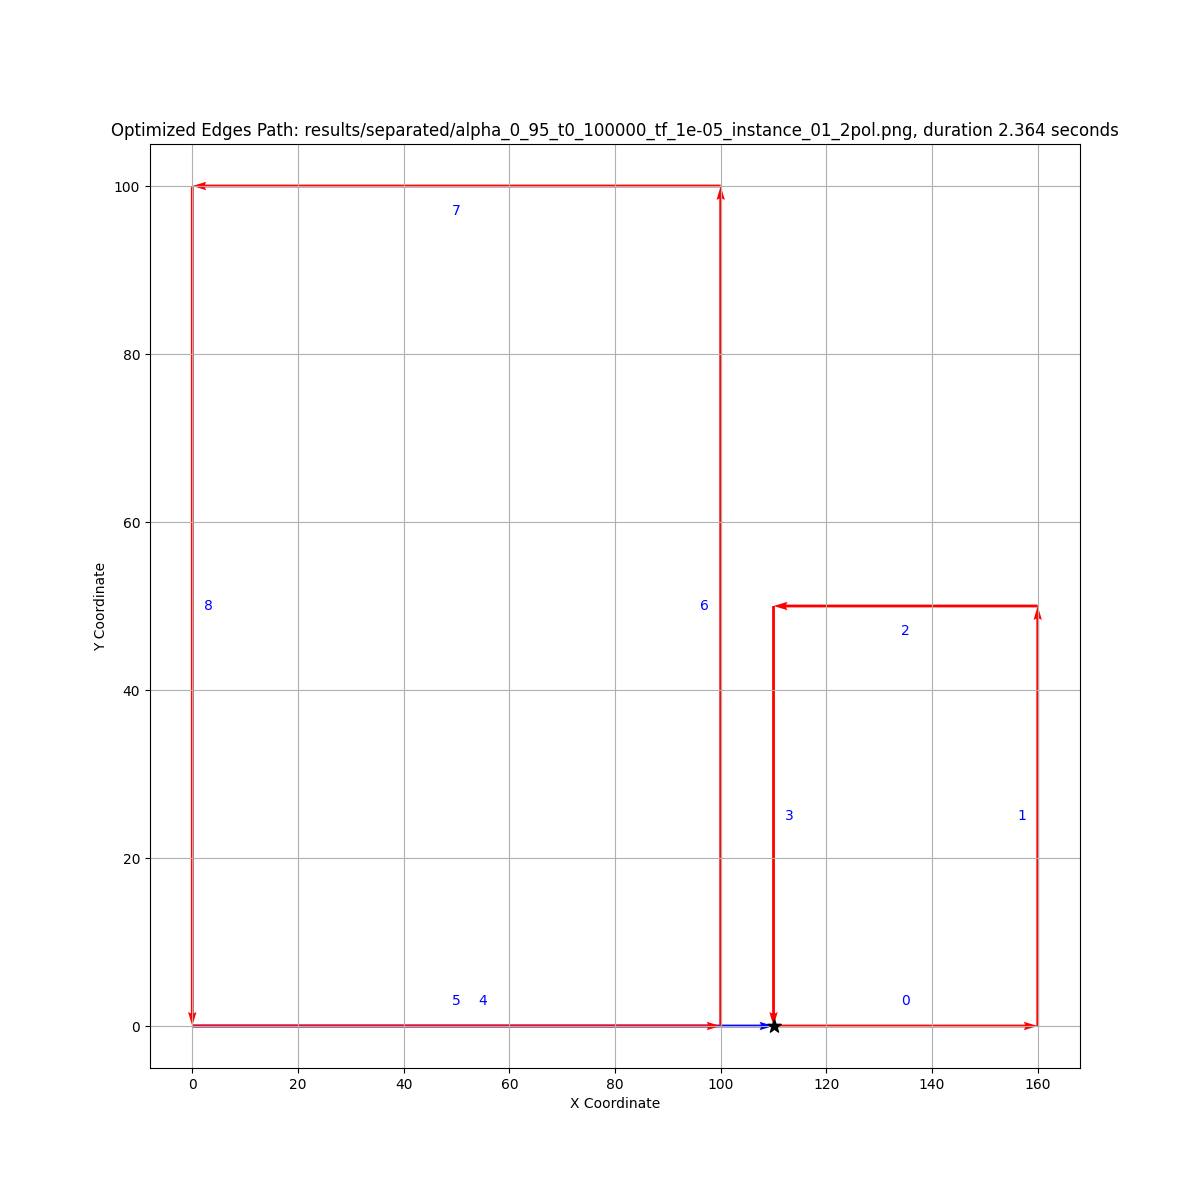 Optimized Edges Path: results/separated/alpha_0_95_t0_100000_tf_1e-05_instance_01_2pol.png, duration 2.364 seconds
100
7
80
60
8
6
2
Y Coordinate
40
3
1
20
5 4 0
0
0 20 40 60 80 100 120 140 160
X Coordinate